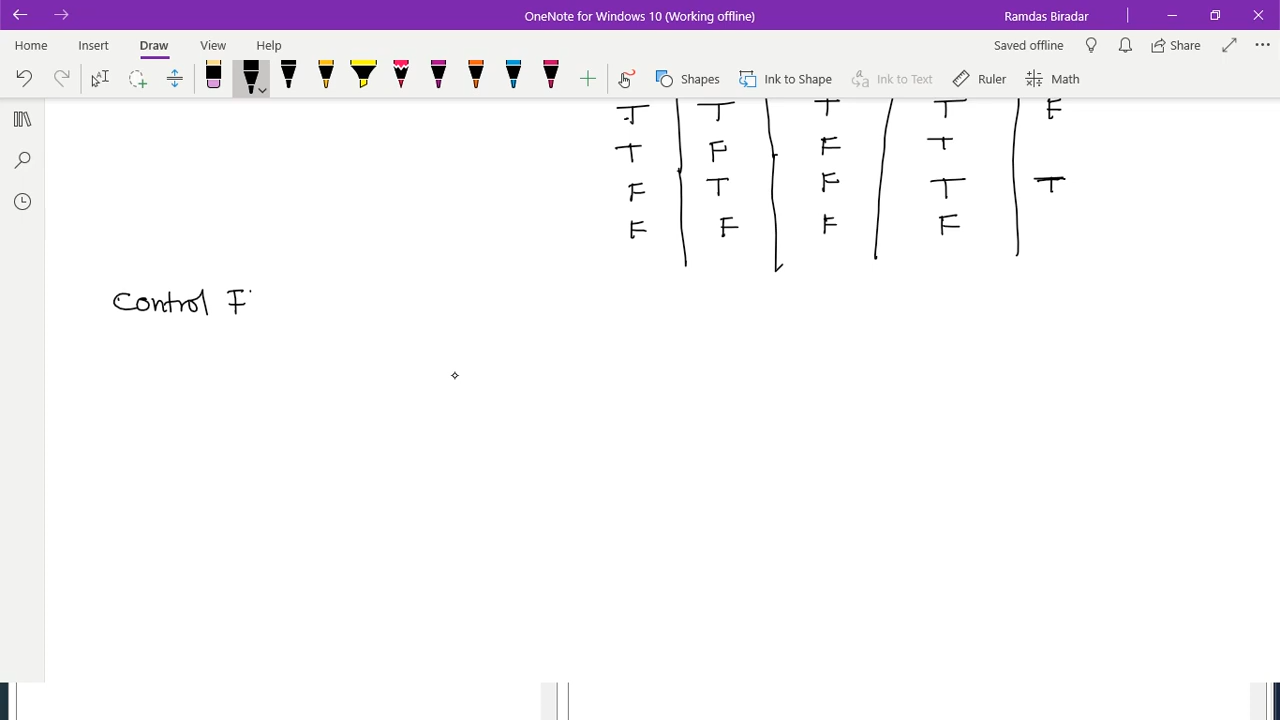 OneNote for Windows 10 (Working offline)
Ramdas Biradar
Home Insert Draw View Help
Saved offline
Share
Shapes
Ink to Shape
Ink to Text
Ruler
Math
T T T T F
T F F T
F T F T T
F F F F
Control F